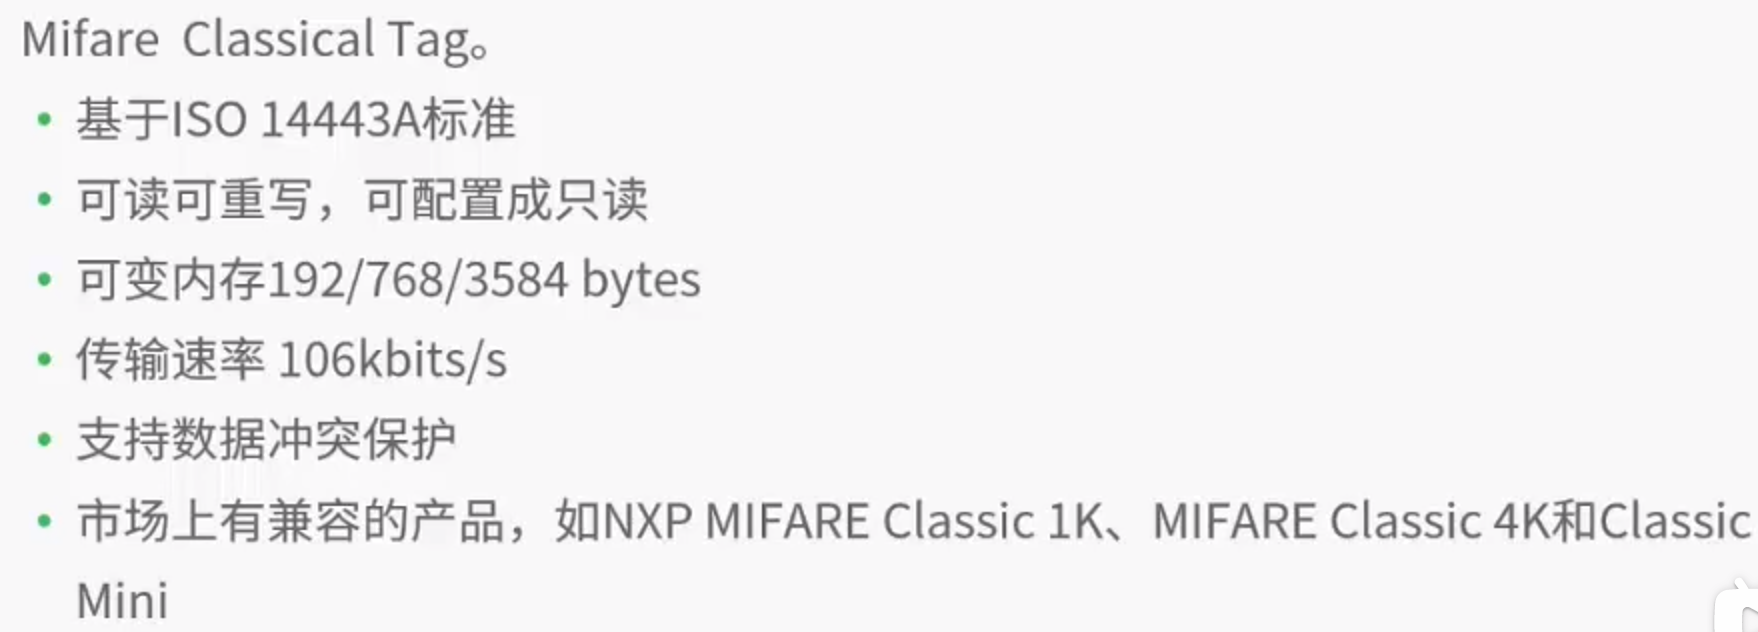 Mifare Classical Tag。
• 基于ISO 14443A标准
• 可读可重写，可配置成只读
• 可变内存192/768/3584 bytes
• 传输速率 106kbits/s
• 支持数据冲突保护
• 市场上有兼容的产品，如NXP MIFARE Classic 1K、MIFARE Classic 4K和Classic
Mini